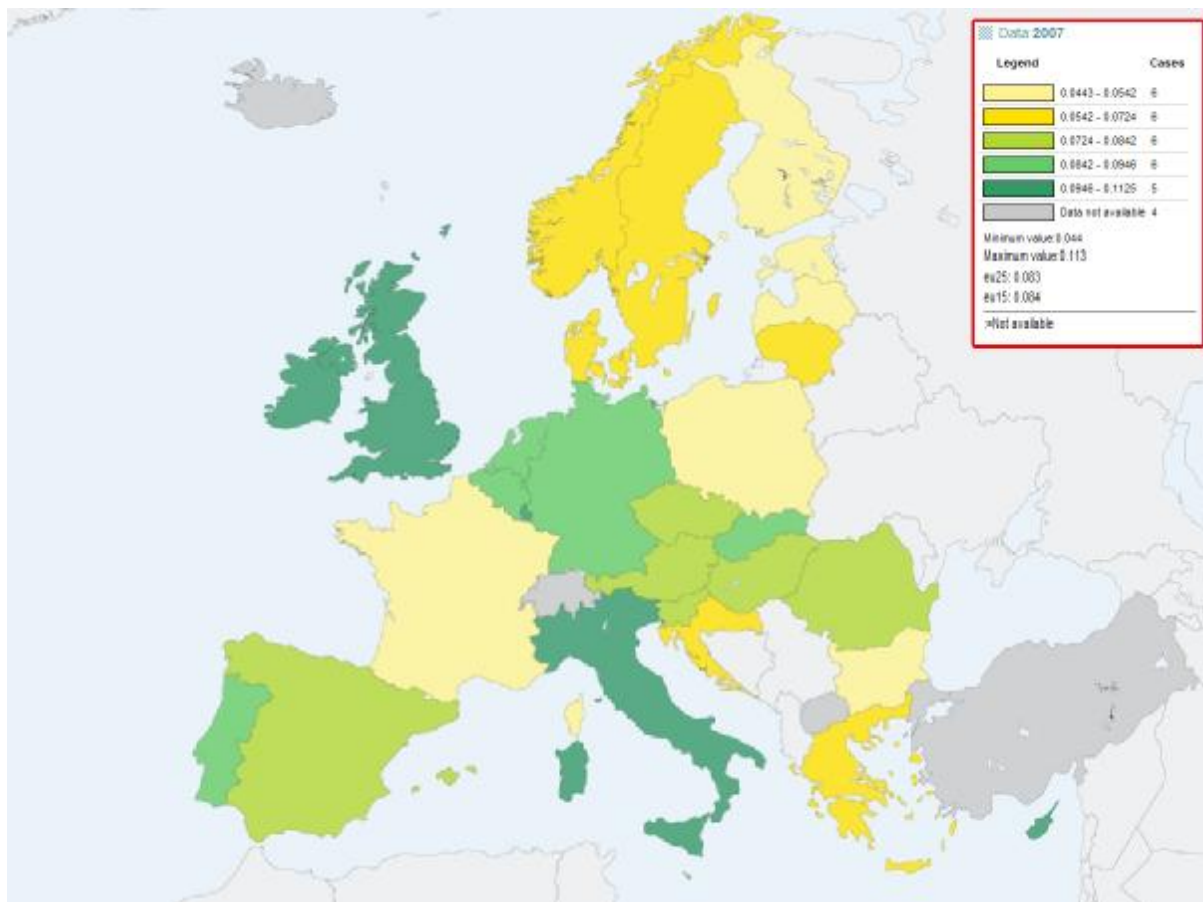 Data:2007
Legend Cases
0.0443 - 0.0542 6
0.0542 - 0.0724 6
0.0724 - 0.0842 6
0.0842 - 0.0946 6
0.0946 - 0.1125 5
Data not available 4
Minimum value:0.044
Maximum value:0.113
eu25: 0.083
eu15: 0.084
:=Not available